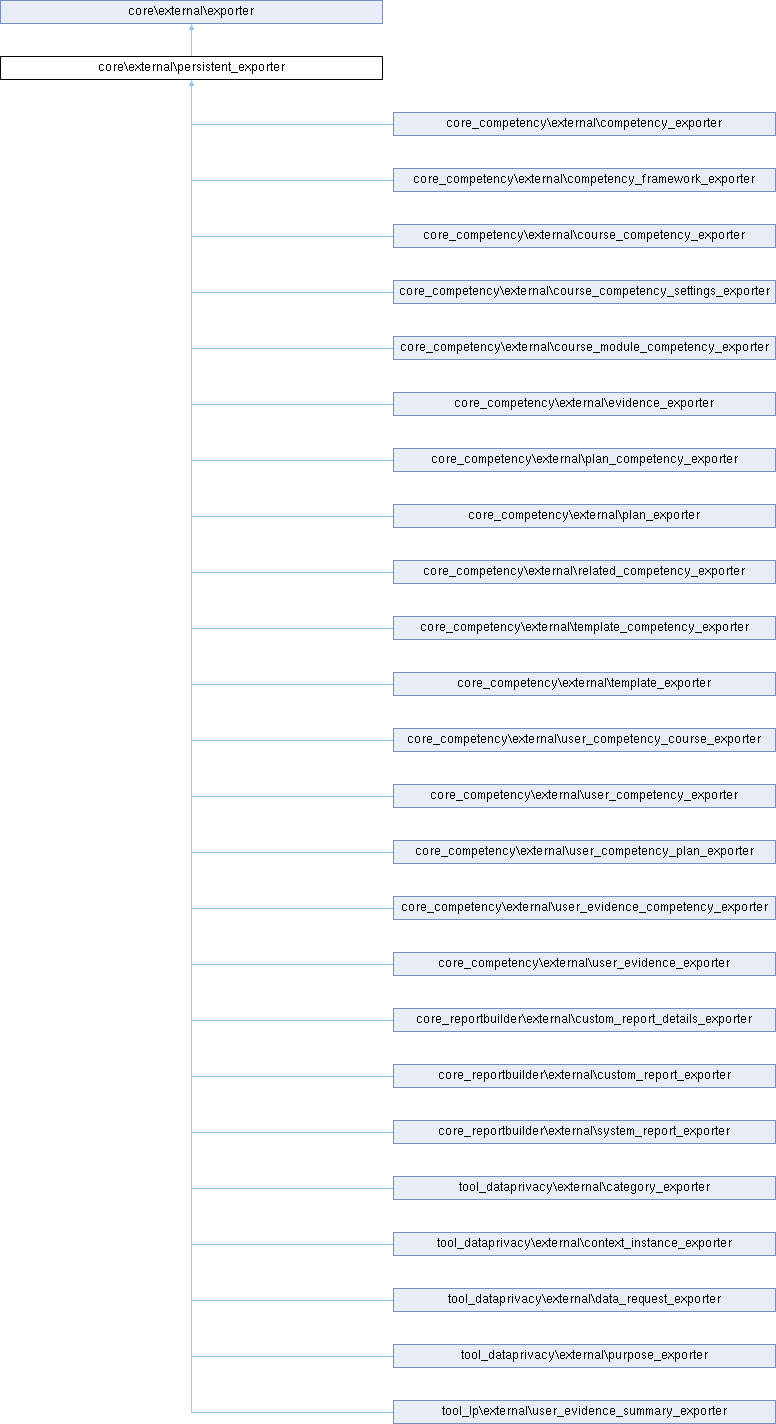 core\external\exporter
core\external\persistent_exporter
core_competency\external\competency_exporter
core_competency\external\competency_framework_exporter
core_competency\external\course_competency_exporter
core_competency\external\course_competency_settings_exporter
core_competency\external\course_module_competency_exporter
core_competency\external\evidence_exporter
core_competency\external\plan_competency_exporter
core_competency\external\plan_exporter
core_competency\external\related_competency_exporter
core_competency\external\template_competency_exporter
core_competency\external\template_exporter
core_competency\external\user_competency_course_exporter
core_competency\external\user_competency_exporter
core_competency\external\user_competency_plan_exporter
core_competency\external\user_evidence_competency_exporter
core_competency\external\user_evidence_exporter
core_reportbuilder\external\custom_report_details_exporter
core_reportbuilder\external\custom_report_exporter
core_reportbuilder\external\system_report_exporter
tool_dataprivacy\external\category_exporter
tool_dataprivacy\external\context_instance_exporter
tool_dataprivacy\external\data_request_exporter
tool_dataprivacy\external\purpose_exporter
tool_lp\external\user_evidence_summary_exporter